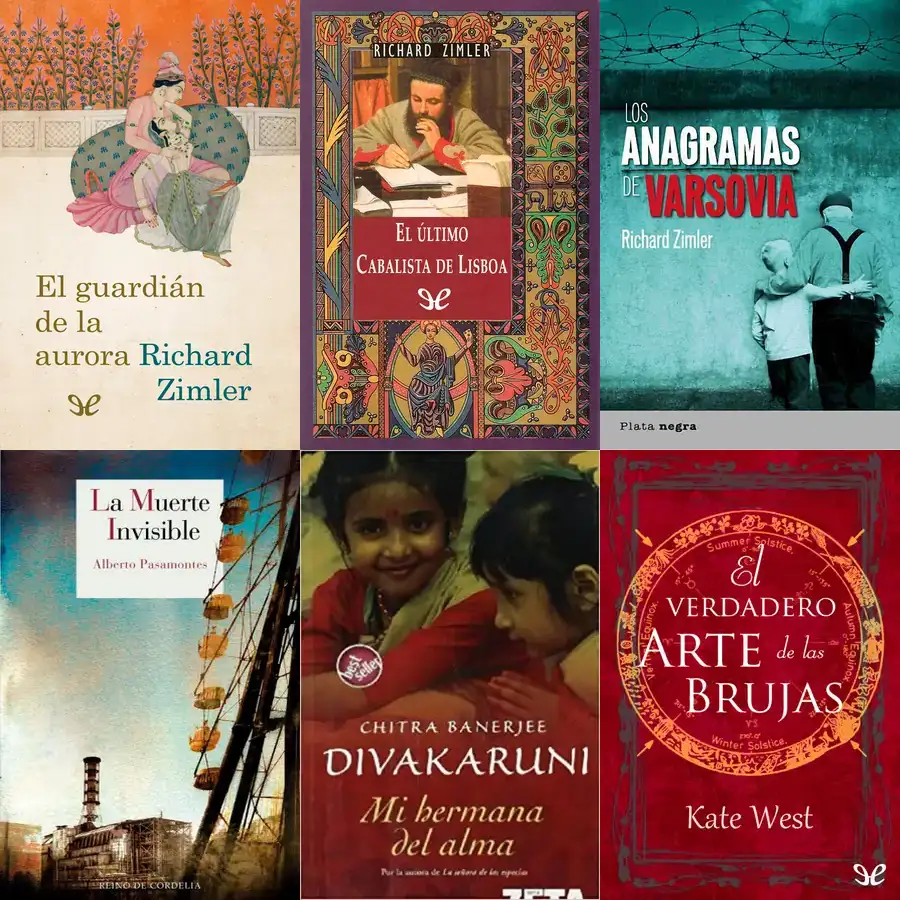 El guardián
de la
aurora Richard
Zimler
RICHARD ZIMLER
EL ÚLTIMO
CABALISTA DE LISBOA
LOS
ANAGRAMAS
DE VARSOVIA
Richard Zimler
Plata negra
La Muerte
Invisible
Alberto Pasamontes
REINO DE CORDELIA
best
seller
CHITRA BANERJEE
DIVAKARUNI
Mi hermana
del alma
Por la autora de La señora de las especias
ZETA
Summer Solstice.
Autumn Equinox
Winter Solstice.
El
VERDADERO
ARTE de las
BRUJAS
Kate West